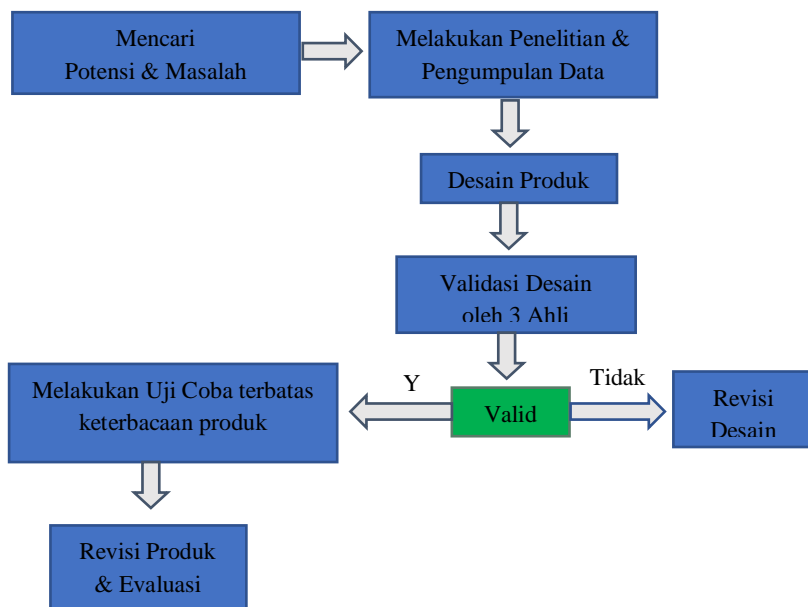 Mencari
Potensi & Masalah
Melakukan Penelitian &
Pengumpulan Data
Desain Produk
Validasi Desain
oleh 3 Ahli
Y
Tidak
Melakukan Uji Coba terbatas
keterbacaan produk
Valid
Revisi
Desain
Revisi Produk
& Evaluasi